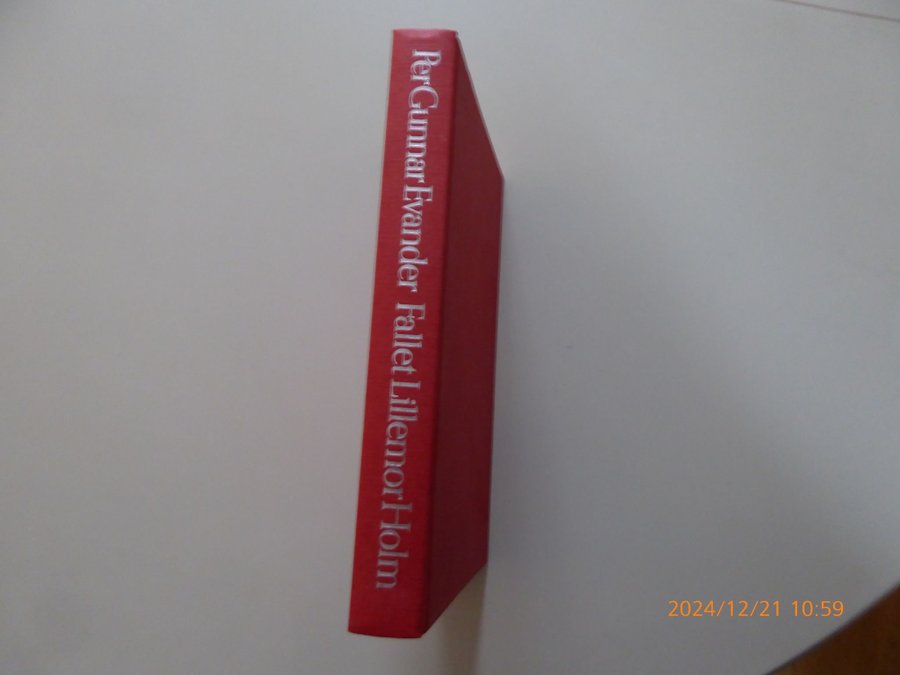 Per Gunnar Evander Fallet Lillemor Holm
2024/12/21 10:59